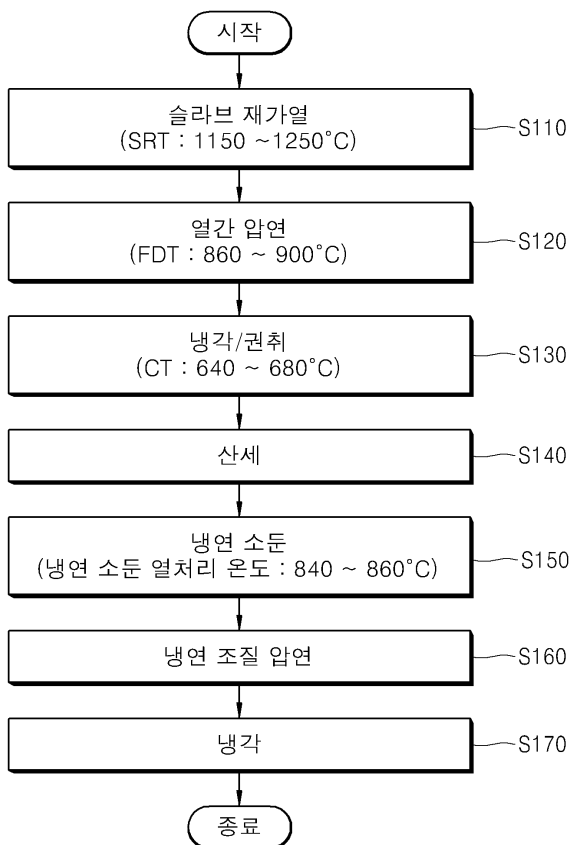 시작
슬라브 재가열
(SRT : 1150 ~1250°C)
S110
열간 압연
(FDT : 860 ~ 900°C)
S120
냉각/권취
(CT : 640 ~ 680°C)
S130
산세
S140
냉연 소둔
(냉연 소둔 열처리 온도 : 840 ~ 860°C)
S150
냉연 조질 압연
S160
냉각
S170
종료